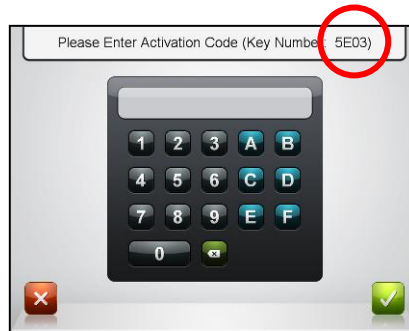 Please Enter Activation Code (Key Number: 5E03)
1 2 3 A B
4 5 6 C D
7 8 9 E F
0